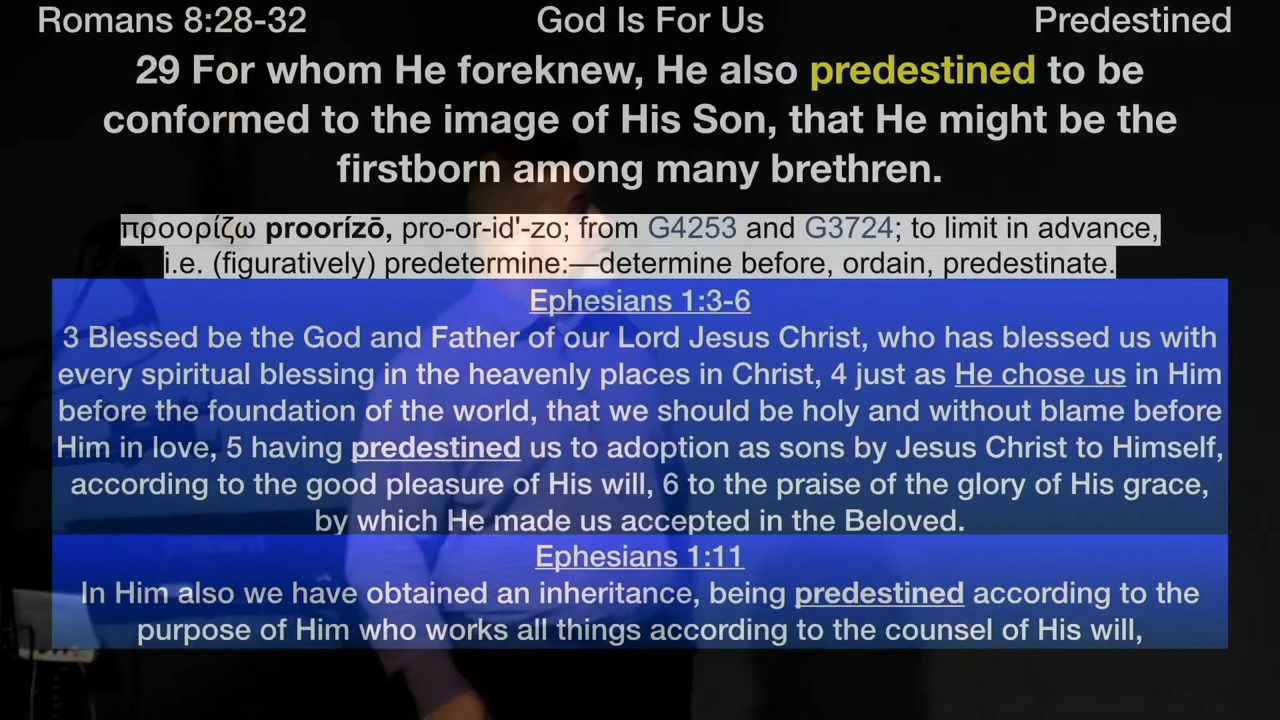 Romans 8:28-32 God Is For Us Predestined
29 For whom He foreknew, He also predestined to be
conformed to the image of His Son, that He might be the
firstborn among many brethren.
προορίζω proorízō, pro-or-id'-zo; from G4253 and G3724; to limit in advance,
i.e. (figuratively) predetermine:—determine before, ordain, predestinate.
Ephesians 1:3-6
3 Blessed be the God and Father of our Lord Jesus Christ, who has blessed us with
every spiritual blessing in the heavenly places in Christ, 4 just as He chose us in Him
before the foundation of the world, that we should be holy and without blame before
Him in love, 5 having predestined us to adoption as sons by Jesus Christ to Himself,
according to the good pleasure of His will, 6 to the praise of the glory of His grace,
by which He made us accepted in the Beloved.
Ephesians 1:11
In Him also we have obtained an inheritance, being predestined according to the
purpose of Him who works all things according to the counsel of His will,